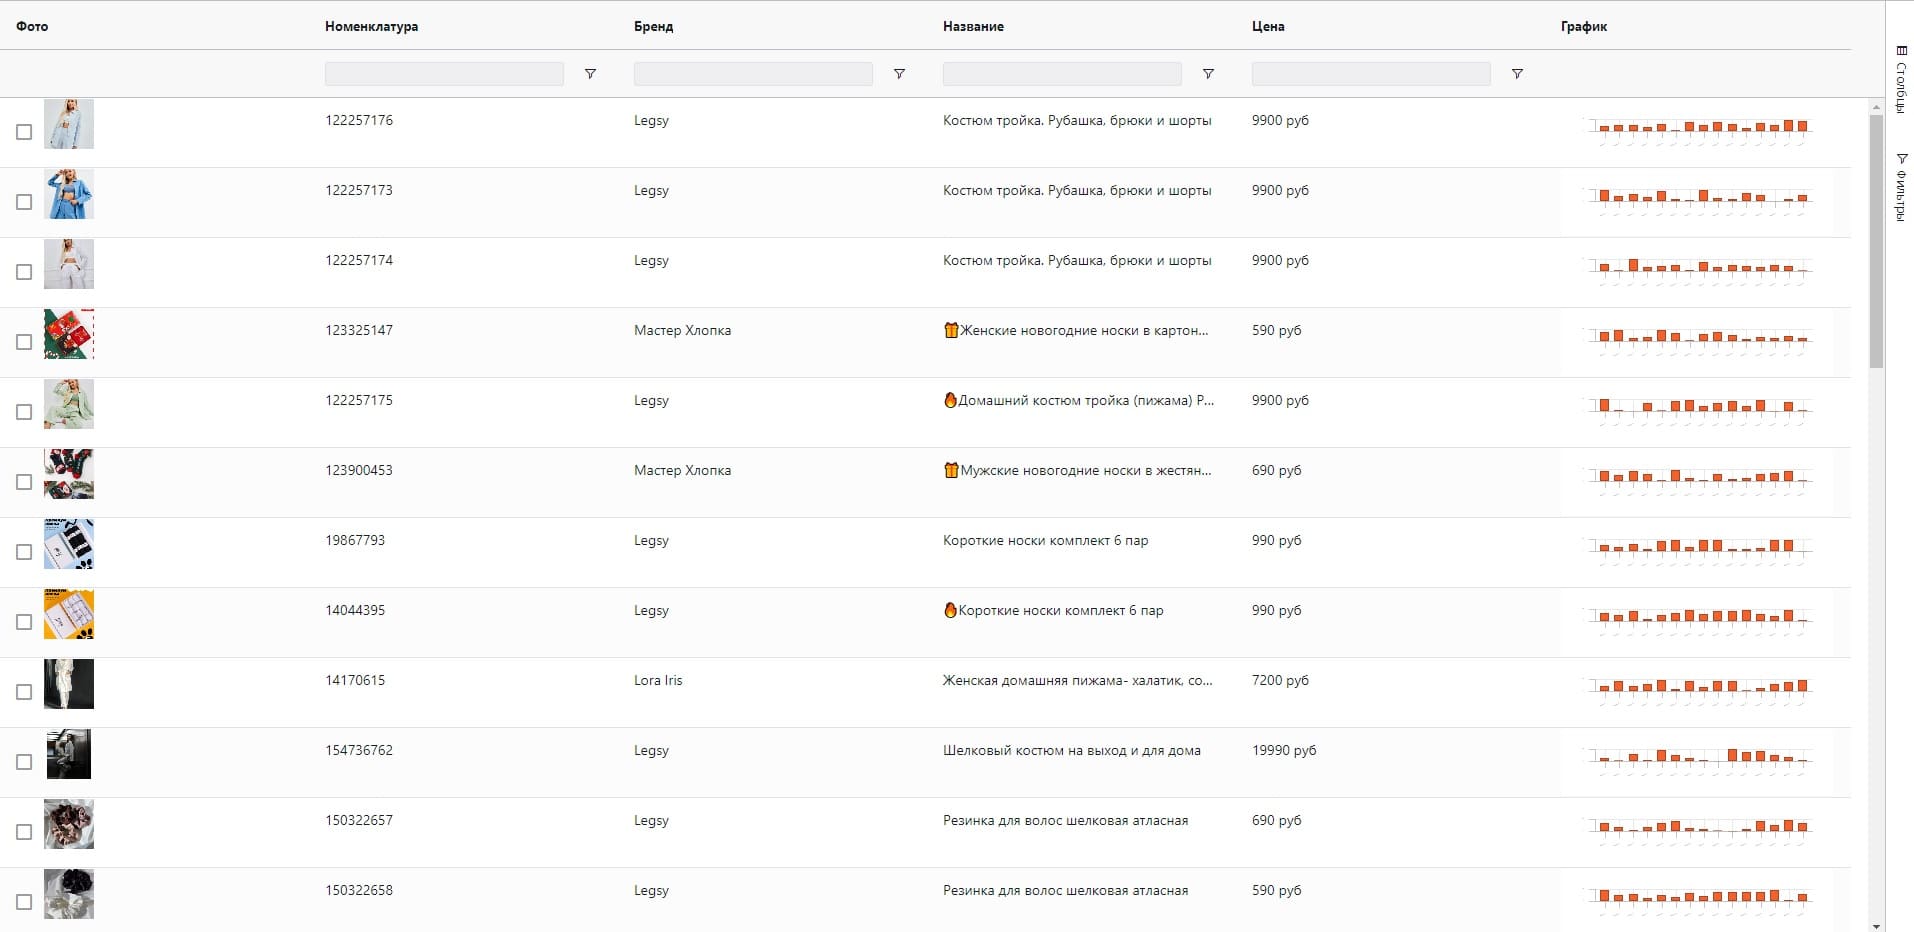 Фото Номенклатура Бренд Название Цена График
Столбцы
Фильтры
122257176 Legsy Костюм тройка. Рубашка, брюки и шорты 9900 руб
122257173 Legsy Костюм тройка. Рубашка, брюки и шорты 9900 руб
122257174 Legsy Костюм тройка. Рубашка, брюки и шорты 9900 руб
123325147 Мастер Хлопка 🎁Женские новогодние носки в картон... 590 руб
122257175 Legsy 🔥Домашний костюм тройка (пижама) Р... 9900 руб
123900453 Мастер Хлопка 🎁Мужские новогодние носки в жестян... 690 руб
19867793 Legsy Короткие носки комплект 6 пар 990 руб
14044395 Legsy 🔥Короткие носки комплект 6 пар 990 руб
14170615 Lora Iris Женская домашняя пижама- халатик, со... 7200 руб
154736762 Legsy Шелковый костюм на выход и для дома 19990 руб
150322657 Legsy Резинка для волос шелковая атласная 690 руб
150322658 Legsy Резинка для волос шелковая атласная 590 руб